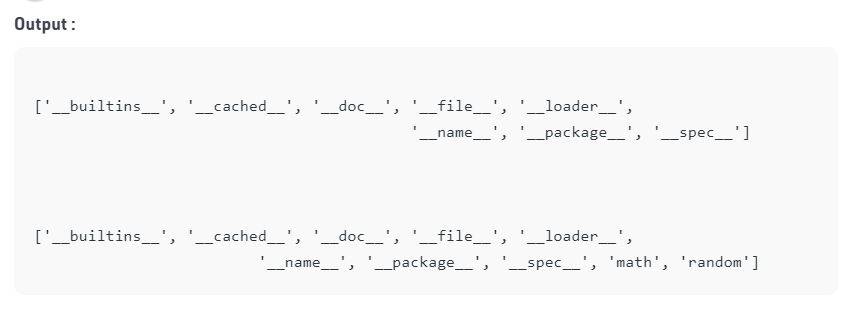 Output :
['__builtins__', '__cached__', '__doc__', '__file__', '__loader__',
'__name__', '__package__', '__spec__']
['__builtins__', '__cached__', '__doc__', '__file__', '__loader__',
'__name__', '__package__', '__spec__', 'math', 'random']